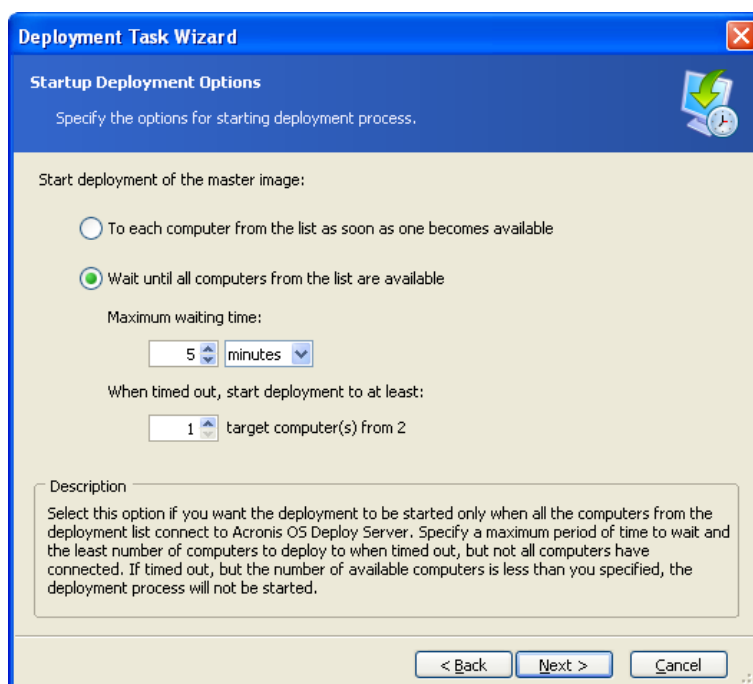 Deployment Task Wizard
Startup Deployment Options
Specify the options for starting deployment process.
Start deployment of the master image:
To each computer from the list as soon as one becomes available
Wait until all computers from the list are available
Maximum waiting time:
5 minutes
When timed out, start deployment to at least:
1 target computer(s) from 2
Description
Select this option if you want the deployment to be started only when all the computers from the
deployment list connect to Acronis OS Deploy Server. Specify a maximum period of time to wait and
the least number of computers to deploy to when timed out, but not all computers have
connected. If timed out, but the number of available computers is less than you specified, the
deployment process will not be started.
< Back Next > Cancel